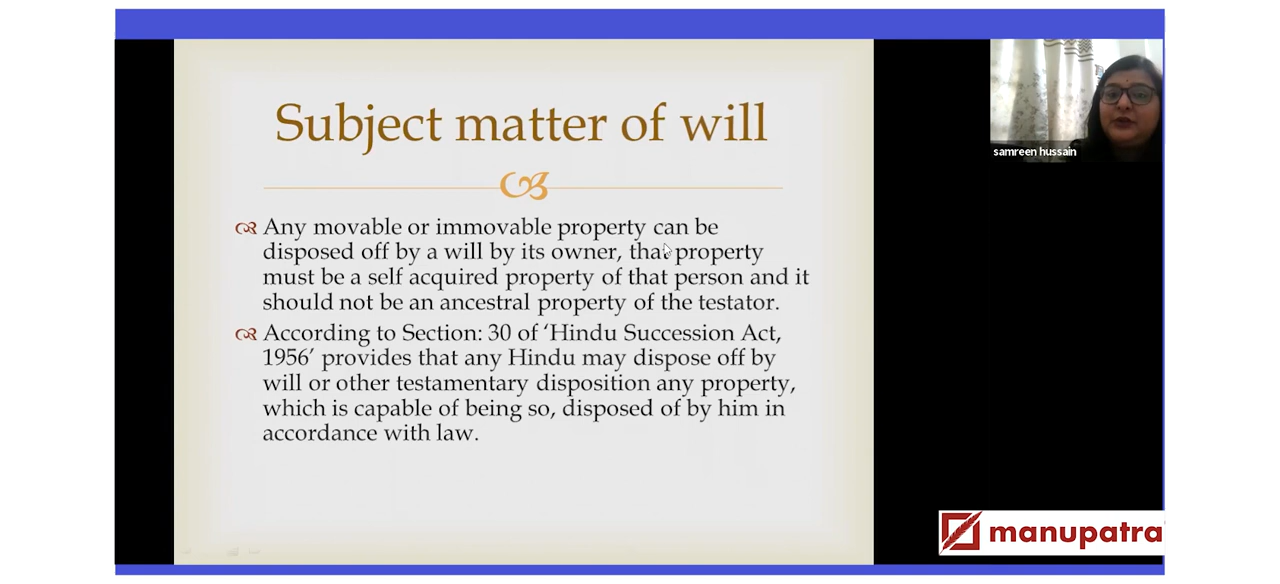 Subject matter of will
Any movable or immovable property can be
disposed off by a will by its owner, that property
must be a self acquired property of that person and it
should not be an ancestral property of the testator.
According to Section: 30 of ‘Hindu Succession Act,
1956’ provides that any Hindu may dispose off by
will or other testamentary disposition any property,
which is capable of being so, disposed of by him in
accordance with law.
samreen hussain
manupatra